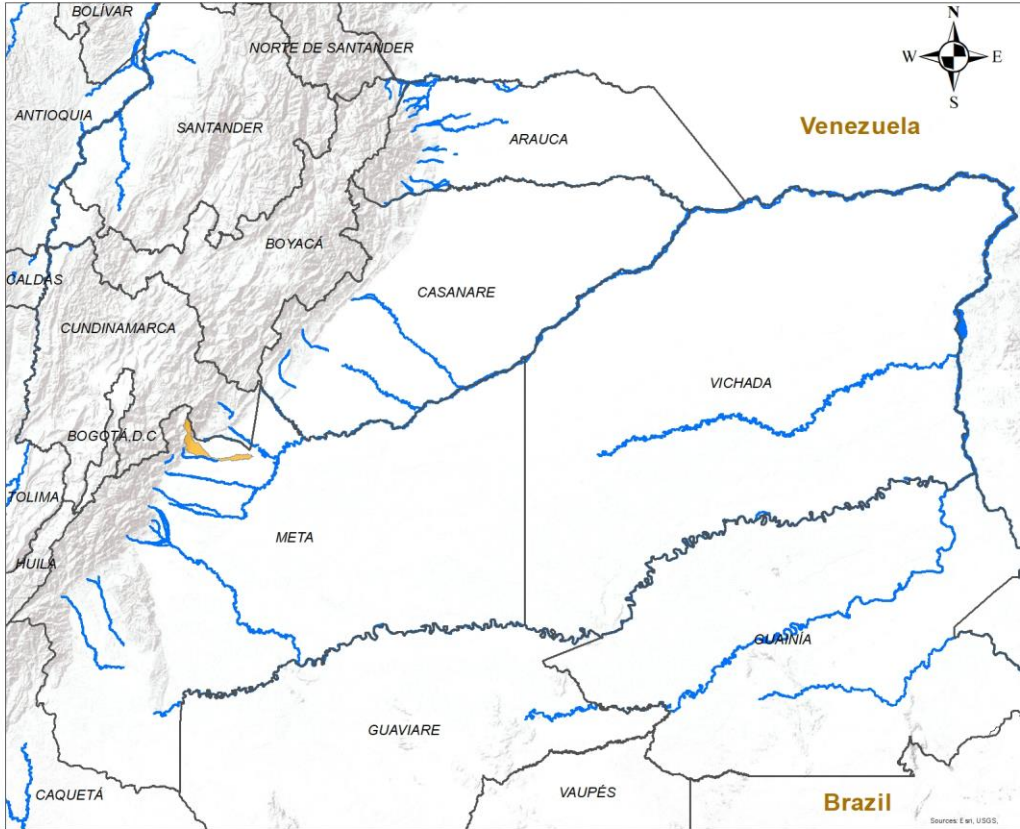 BOLÍVAR
N
NORTE DE SANTANDER
W
E
S
ANTIOQUIA
SANTANDER
ARAUCA
Venezuela
BOYACÁ
CALDAS
CASANARE
CUNDINAMARCA
VICHADA
BOGOTÁ, D.C
TOLIMA
META
HUILA
GUAINÍA
GUAVIARE
CAQUETÁ
VAUPÉS
Brazil
Sources: Esri, USGS,